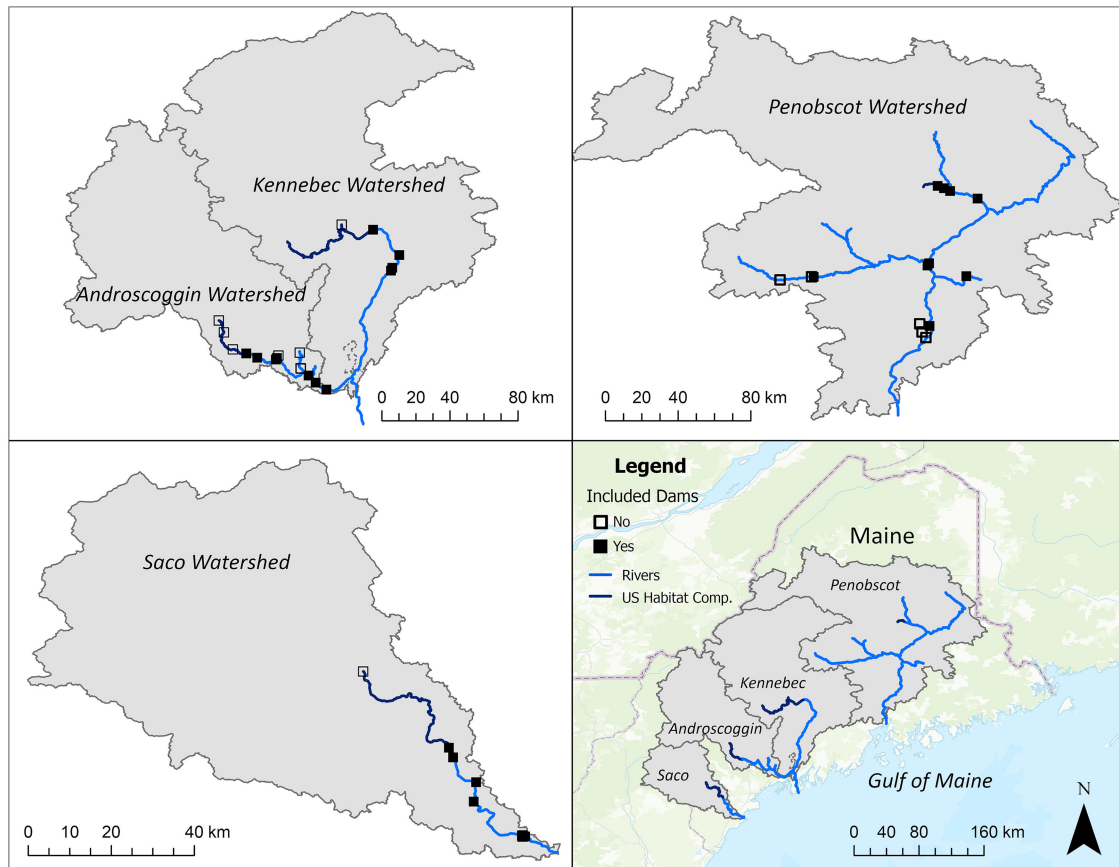 Kennebec Watershed
Androscoggin Watershed
0 20 40 80 km
Penobscot Watershed
0 20 40 80 km
Saco Watershed
0 10 20 40 km
Legend
Included Dams
No
Yes
Rivers
US Habitat Comp.
Maine
Penobscot
Kennebec
Androscoggin
Saco
Gulf of Maine
N
0 40 80 160 km